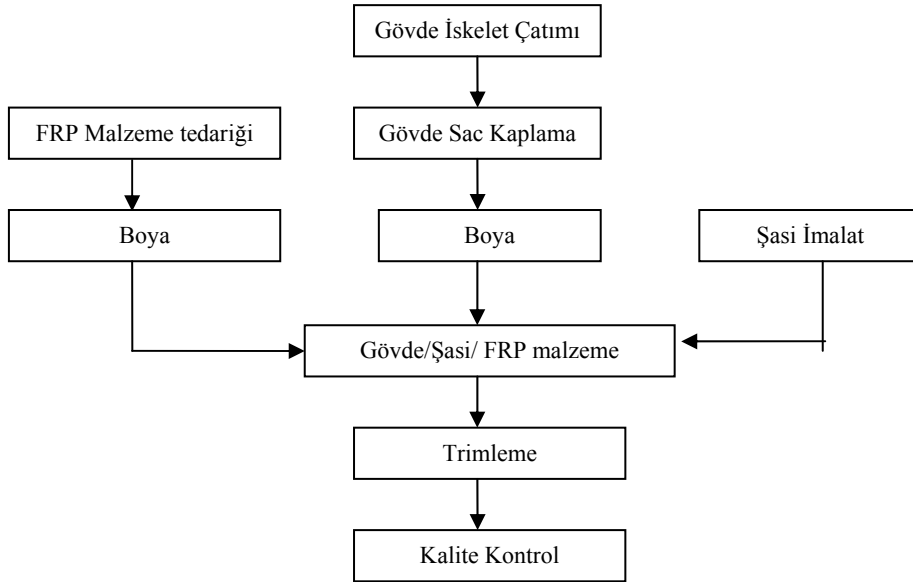 Gövde İskelet Çatımı
FRP Malzeme tedariği
Gövde Sac Kaplama
Boya
Boya
Şasi İmalat
Gövde/Şasi/ FRP malzeme
Trimleme
Kalite Kontrol